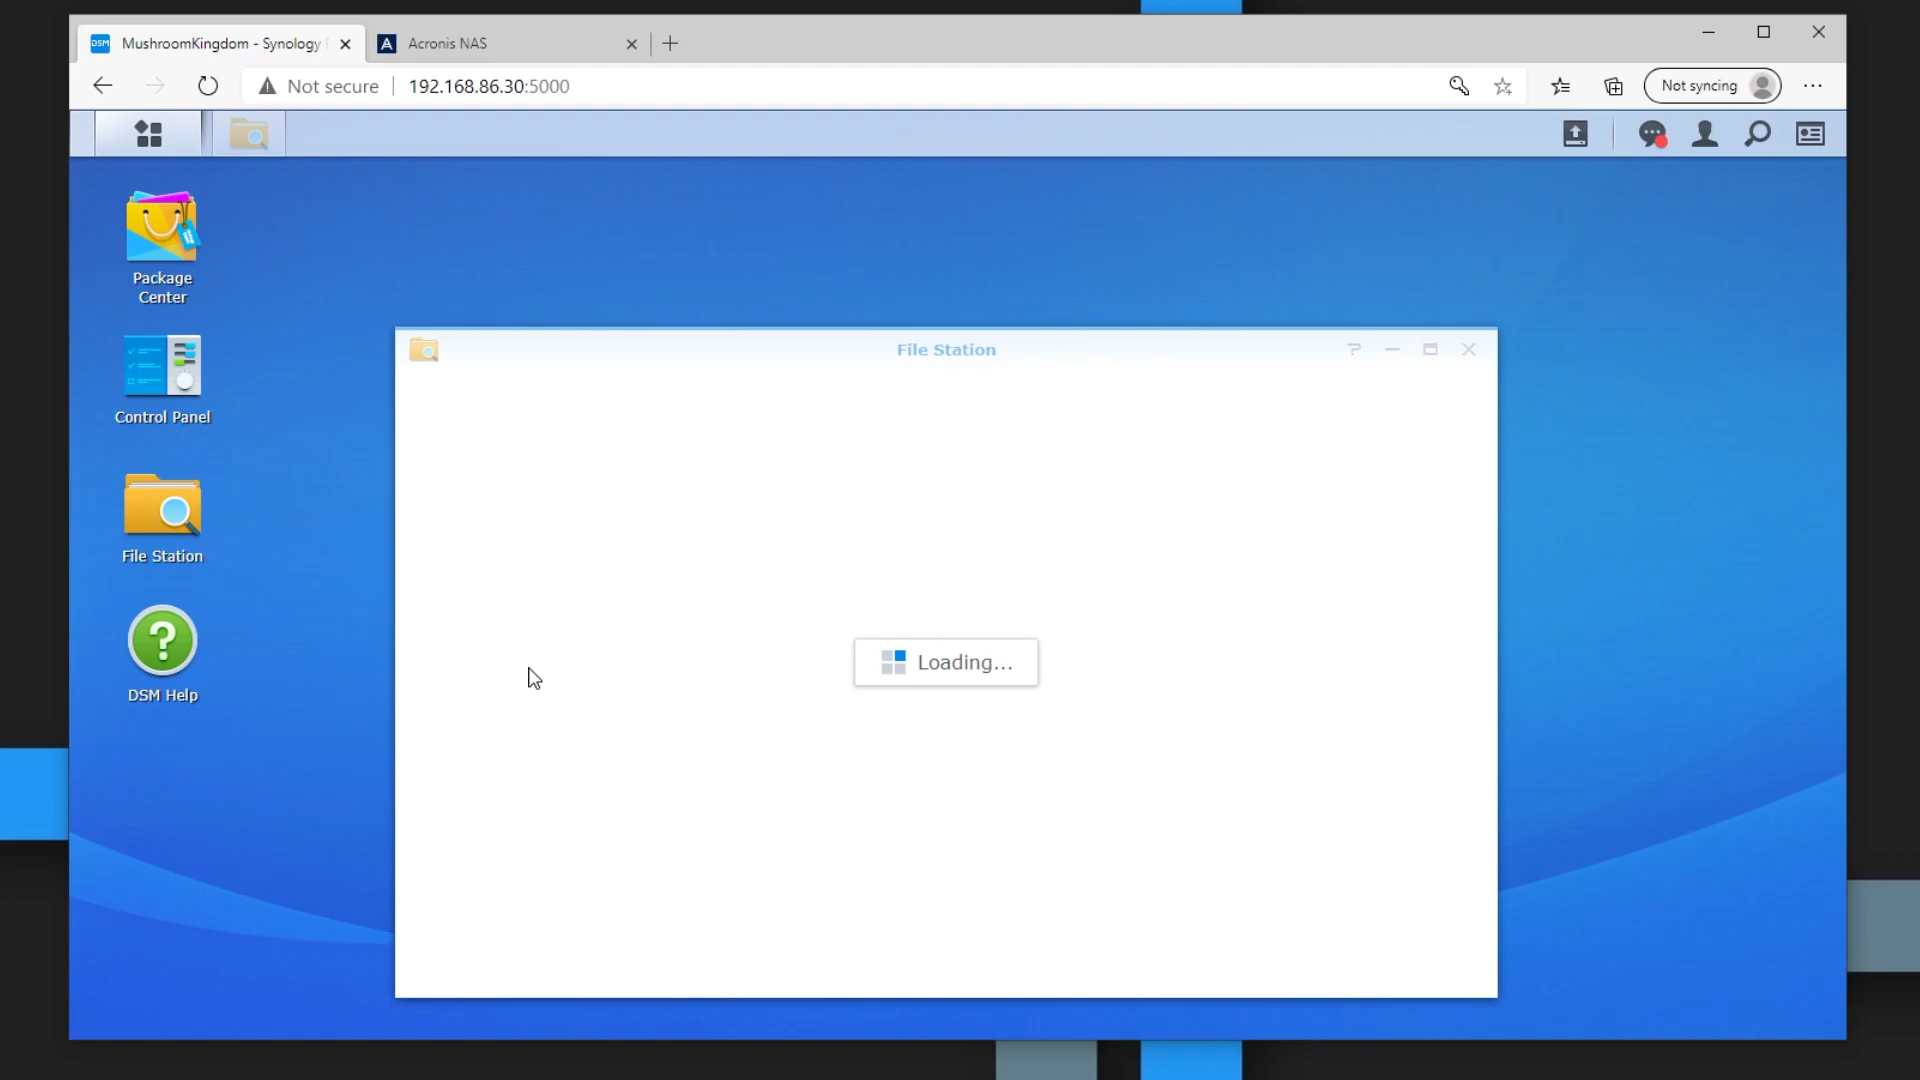 DSM
MushroomKingdom - Synology
A
Acronis NAS
Not secure
192.168.86.30:5000
Not syncing
Package
Center
Control Panel
File Station
DSM Help
File Station
Loading...